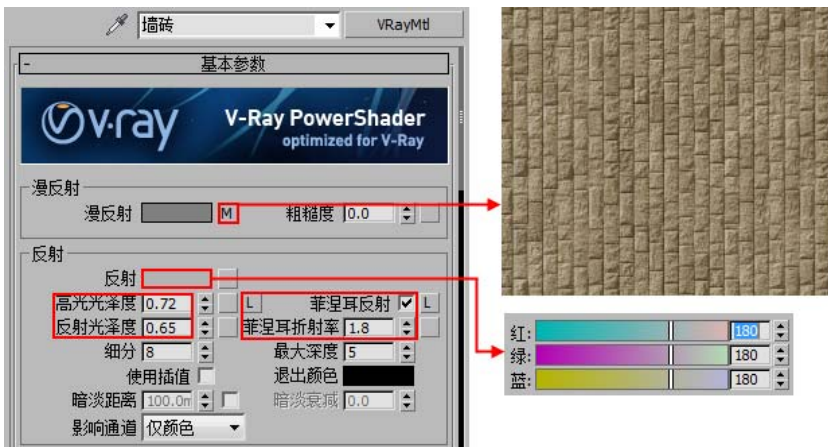 墙砖 VRayMtl
- 基本参数
v·ray V-Ray PowerShader
optimized for V-Ray
漫反射
漫反射 M 粗糙度 0.0
反射
反射
高光光泽度 0.72 L 菲涅耳反射 L
反射光泽度 0.65 菲涅耳折射率 1.8
细分 8 最大深度 5
使用插值 退出颜色
暗淡距离 100.0m 暗淡衰减 0.0
影响通道 仅颜色
红: 180
绿: 180
蓝: 180